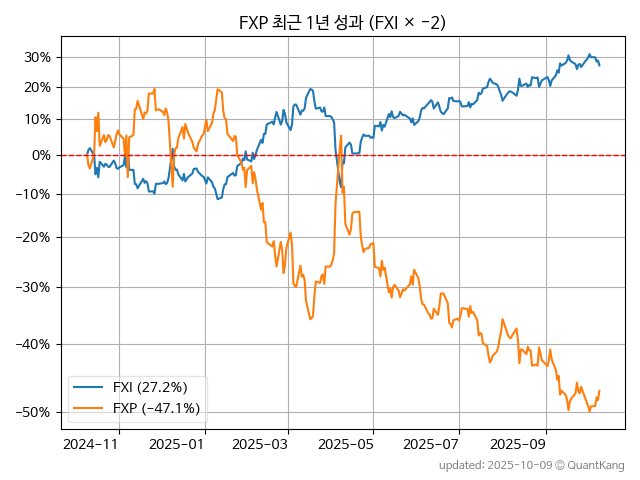 FXP 최근 1년 성과 (FXI × −2)
30%
20%
10%
0%
−10%
−20%
−30%
−40%
−50%
FXI (27.2%)
FXP (−47.1%)
2024-11 2025-01 2025-03 2025-05 2025-07 2025-09
updated: 2025-10-09 © QuantKang